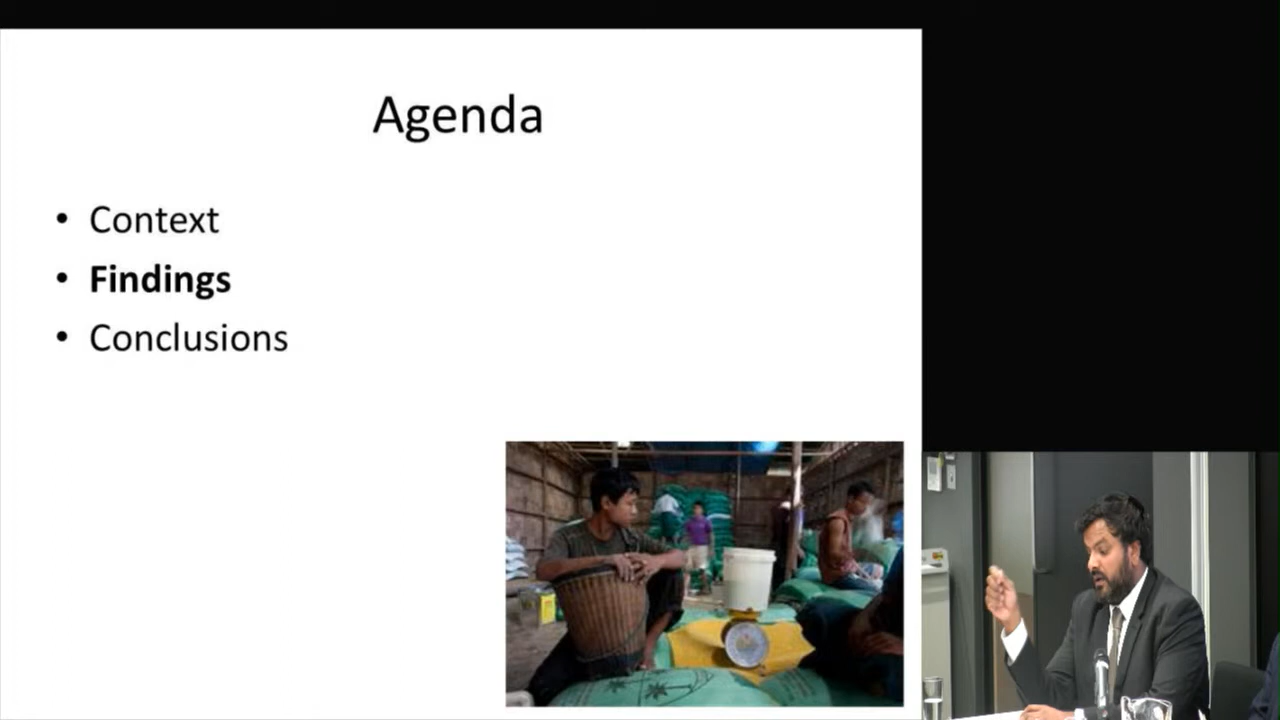 Agenda
• Context
• Findings
• Conclusions